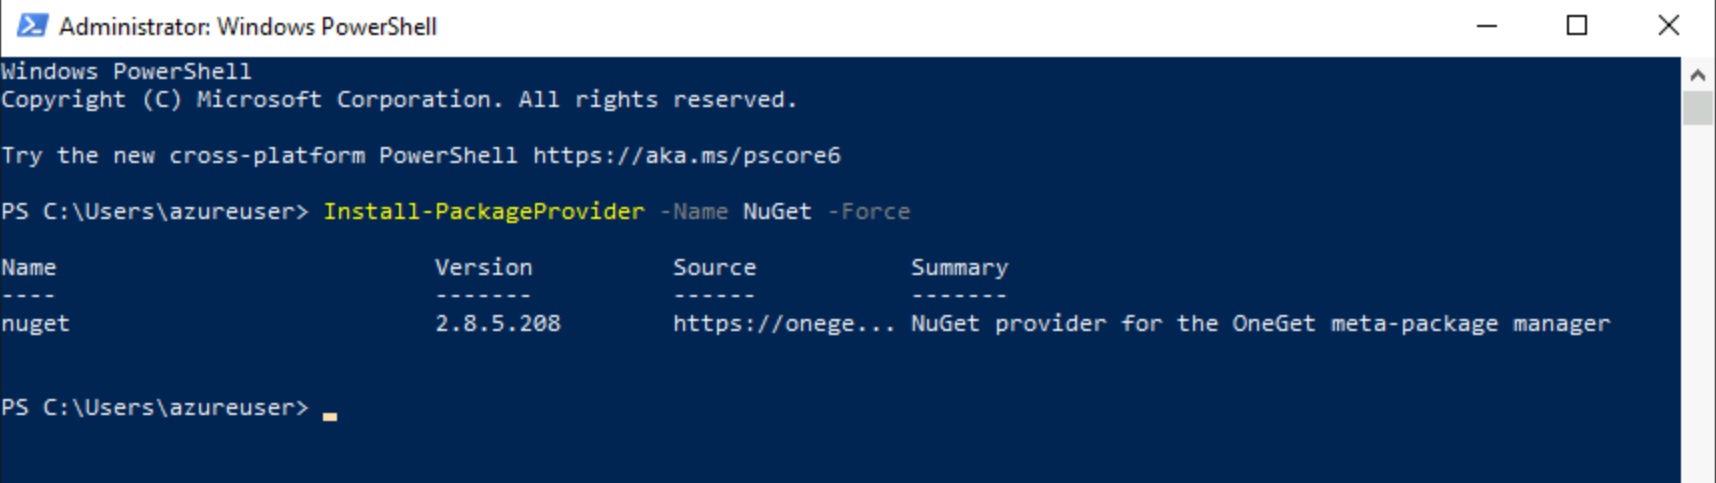 Administrator: Windows PowerShell
Windows PowerShell
Copyright (C) Microsoft Corporation. All rights reserved.
Try the new cross-platform PowerShell https://aka.ms/pscore6
PS C:\Users\azureuser> Install-PackageProvider -Name NuGet -Force
Name Version Source Summary
---- ------- ------ -------
nuget 2.8.5.208 https://onege... NuGet provider for the OneGet meta-package manager
PS C:\Users\azureuser>